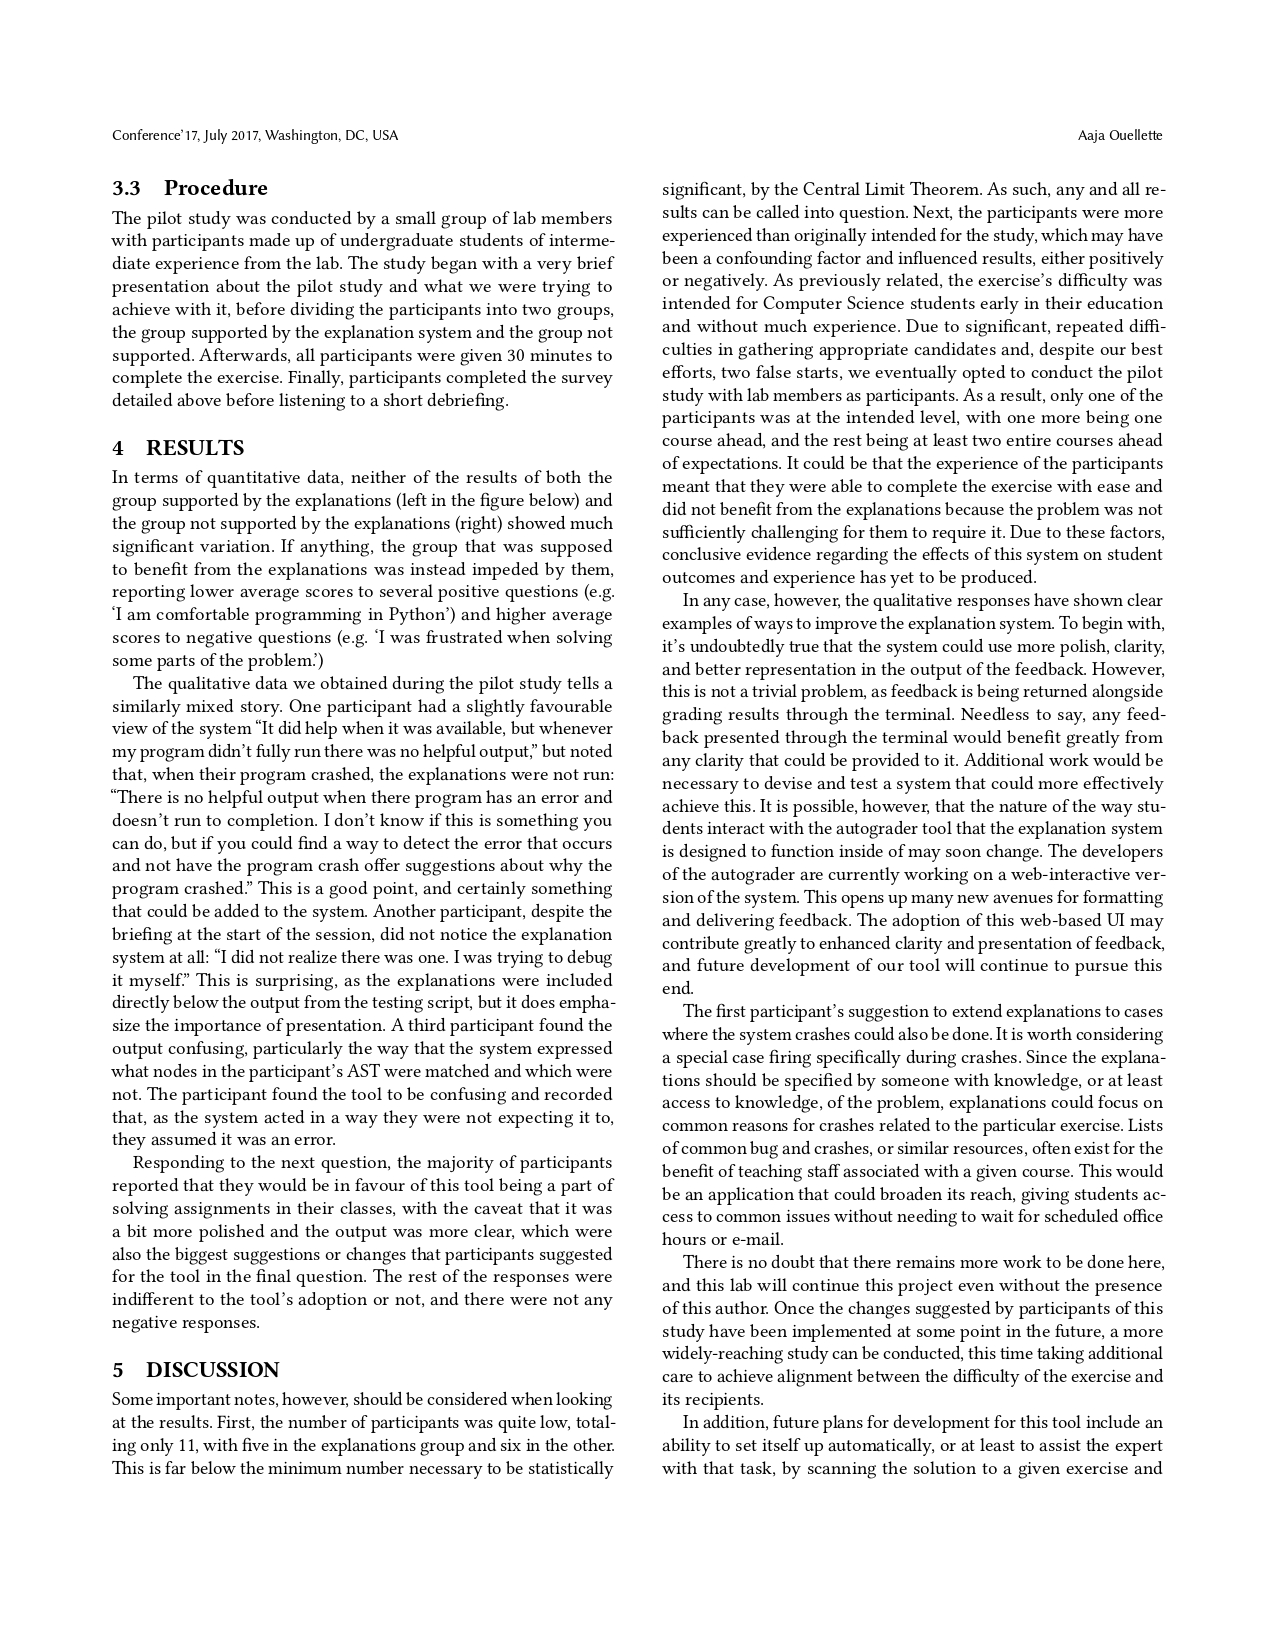 Conference'17, July 2017, Washington, DC, USA
Aaja Ouellette
3.3 Procedure
The pilot study was conducted by a small group of lab members
with participants made up of undergraduate students of interme-
diate experience from the lab. The study began with a very brief
presentation about the pilot study and what we were trying to
achieve with it, before dividing the participants into two groups,
the group supported by the explanation system and the group not
supported. Afterwards, all participants were given 30 minutes to
complete the exercise. Finally, participants completed the survey
detailed above before listening to a short debriefing.
4 RESULTS
In terms of quantitative data, neither of the results of both the
group supported by the explanations (left in the figure below) and
the group not supported by the explanations (right) showed much
significant variation. If anything, the group that was supposed
to benefit from the explanations was instead impeded by them,
reporting lower average scores to several positive questions (e.g.
'I am comfortable programming in Python') and higher average
scores to negative questions (e.g. 'I was frustrated when solving
some parts of the problem.')
The qualitative data we obtained during the pilot study tells a
similarly mixed story. One participant had a slightly favourable
view of the system “It did help when it was available, but whenever
my program didn't fully run there was no helpful output,” but noted
that, when their program crashed, the explanations were not run:
“There is no helpful output when there program has an error and
doesn't run to completion. I don't know if this is something you
can do, but if you could find a way to detect the error that occurs
and not have the program crash offer suggestions about why the
program crashed.” This is a good point, and certainly something
that could be added to the system. Another participant, despite the
briefing at the start of the session, did not notice the explanation
system at all: “I did not realize there was one. I was trying to debug
it myself.” This is surprising, as the explanations were included
directly below the output from the testing script, but it does empha-
size the importance of presentation. A third participant found the
output confusing, particularly the way that the system expressed
what nodes in the participant's AST were matched and which were
not. The participant found the tool to be confusing and recorded
that, as the system acted in a way they were not expecting it to,
they assumed it was an error.
Responding to the next question, the majority of participants
reported that they would be in favour of this tool being a part of
solving assignments in their classes, with the caveat that it was
a bit more polished and the output was more clear, which were
also the biggest suggestions or changes that participants suggested
for the tool in the final question. The rest of the responses were
indifferent to the tool's adoption or not, and there were not any
negative responses.
5 DISCUSSION
Some important notes, however, should be considered when looking
at the results. First, the number of participants was quite low, total-
ing only 11, with five in the explanations group and six in the other.
This is far below the minimum number necessary to be statistically
significant, by the Central Limit Theorem. As such, any and all re-
sults can be called into question. Next, the participants were more
experienced than originally intended for the study, which may have
been a confounding factor and influenced results, either positively
or negatively. As previously related, the exercise's difficulty was
intended for Computer Science students early in their education
and without much experience. Due to significant, repeated diffi-
culties in gathering appropriate candidates and, despite our best
efforts, two false starts, we eventually opted to conduct the pilot
study with lab members as participants. As a result, only one of the
participants was at the intended level, with one more being one
course ahead, and the rest being at least two entire courses ahead
of expectations. It could be that the experience of the participants
meant that they were able to complete the exercise with ease and
did not benefit from the explanations because the problem was not
sufficiently challenging for them to require it. Due to these factors,
conclusive evidence regarding the effects of this system on student
outcomes and experience has yet to be produced.
In any case, however, the qualitative responses have shown clear
examples of ways to improve the explanation system. To begin with,
it's undoubtedly true that the system could use more polish, clarity,
and better representation in the output of the feedback. However,
this is not a trivial problem, as feedback is being returned alongside
grading results through the terminal. Needless to say, any feed-
back presented through the terminal would benefit greatly from
any clarity that could be provided to it. Additional work would be
necessary to devise and test a system that could more effectively
achieve this. It is possible, however, that the nature of the way stu-
dents interact with the autograder tool that the explanation system
is designed to function inside of may soon change. The developers
of the autograder are currently working on a web-interactive ver-
sion of the system. This opens up many new avenues for formatting
and delivering feedback. The adoption of this web-based UI may
contribute greatly to enhanced clarity and presentation of feedback,
and future development of our tool will continue to pursue this
end.
The first participant's suggestion to extend explanations to cases
where the system crashes could also be done. It is worth considering
a special case firing specifically during crashes. Since the explana-
tions should be specified by someone with knowledge, or at least
access to knowledge, of the problem, explanations could focus on
common reasons for crashes related to the particular exercise. Lists
of common bug and crashes, or similar resources, often exist for the
benefit of teaching staff associated with a given course. This would
be an application that could broaden its reach, giving students ac-
cess to common issues without needing to wait for scheduled office
hours or e-mail.
There is no doubt that there remains more work to be done here,
and this lab will continue this project even without the presence
of this author. Once the changes suggested by participants of this
study have been implemented at some point in the future, a more
widely-reaching study can be conducted, this time taking additional
care to achieve alignment between the difficulty of the exercise and
its recipients.
In addition, future plans for development for this tool include an
ability to set itself up automatically, or at least to assist the expert
with that task, by scanning the solution to a given exercise and